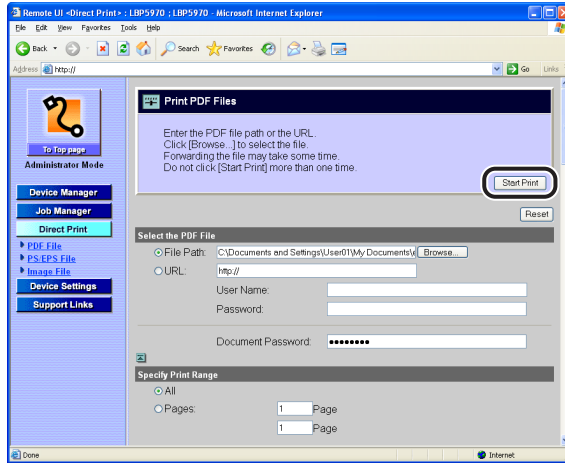 Remote UI <Direct Print> : LBP5970 ; LBP5970 - Microsoft Internet Explorer
File Edit View Favorites Tools Help
Back Search Favorites
Address http:// Go Links
To Top page
Administrator Mode
Device Manager
Job Manager
Direct Print
PDF File
PS/EPS File
Image File
Device Settings
Support Links
Print PDF Files
Enter the PDF file path or the URL.
Click [Browse...] to select the file.
Forwarding the file may take some time.
Do not click [Start Print] more than one time.
Start Print
Reset
Select the PDF File
File Path: C:\Documents and Settings\User01\My Documents\ Browse...
URL: http://
User Name:
Password:
Document Password: ••••••••
Specify Print Range
All
Pages: 1 Page
1 Page
Done Internet